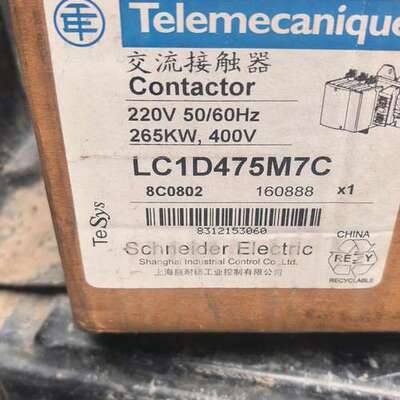 Telemecanique
交流接触器
Contactor
220V 50/60Hz
265KW, 400V
LC1D475M7C
8C0802 160888 x1
8312153060
TeSys
Schneider Electric
Shanghai Industrial Control Co., Ltd.
上海施耐德工业控制有限公司
CHINA
REZY
RECYCLABLE